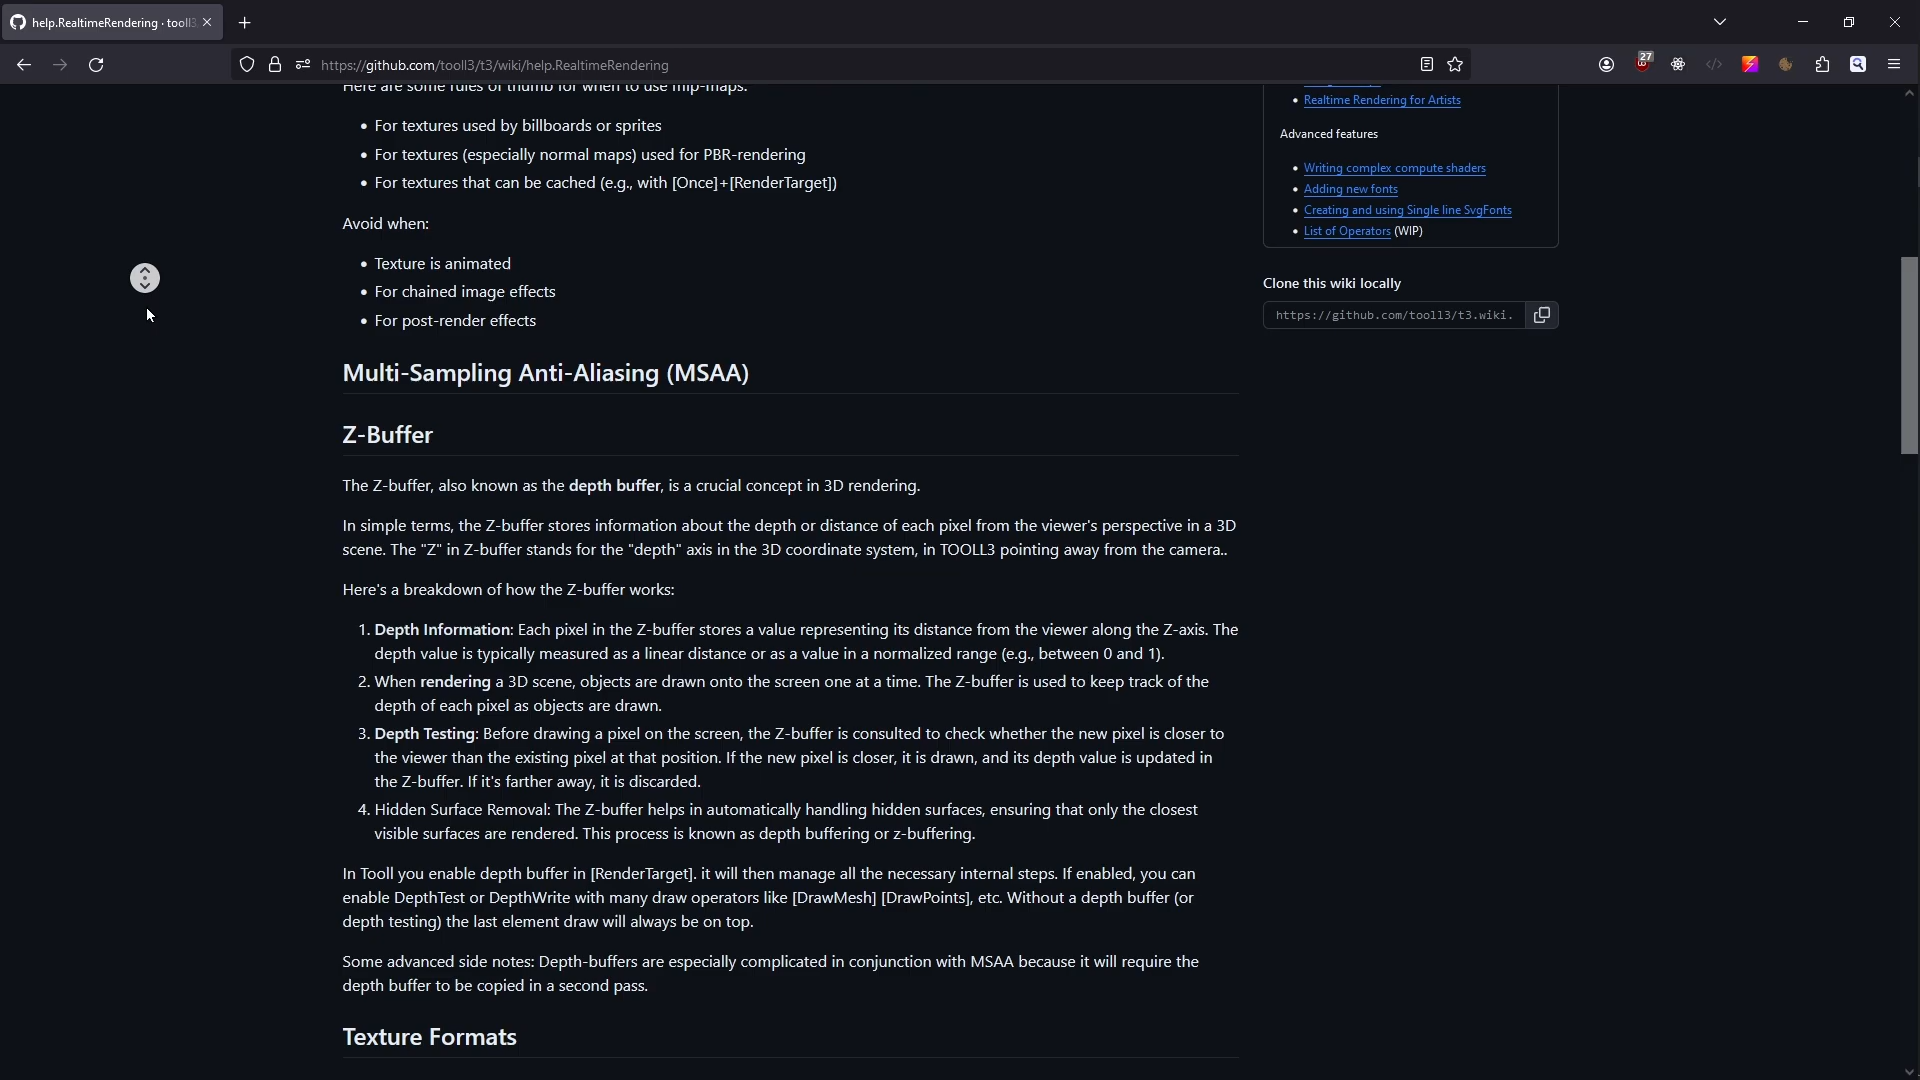 help.RealtimeRendering · tooll3
https://github.com/tooll3/t3/wiki/help.RealtimeRendering
27
Here are some rules of thumb for when to use mip-maps:
• For textures used by billboards or sprites
• For textures (especially normal maps) used for PBR-rendering
• For textures that can be cached (e.g., with [Once]+[RenderTarget])
Avoid when:
• Texture is animated
• For chained image effects
• For post-render effects
Multi-Sampling Anti-Aliasing (MSAA)
Z-Buffer
The Z-buffer, also known as the depth buffer, is a crucial concept in 3D rendering.
In simple terms, the Z-buffer stores information about the depth or distance of each pixel from the viewer's perspective in a 3D
scene. The "Z" in Z-buffer stands for the "depth" axis in the 3D coordinate system, in TOOLL3 pointing away from the camera..
Here's a breakdown of how the Z-buffer works:
1. Depth Information: Each pixel in the Z-buffer stores a value representing its distance from the viewer along the Z-axis. The
depth value is typically measured as a linear distance or as a value in a normalized range (e.g., between 0 and 1).
2. When rendering a 3D scene, objects are drawn onto the screen one at a time. The Z-buffer is used to keep track of the
depth of each pixel as objects are drawn.
3. Depth Testing: Before drawing a pixel on the screen, the Z-buffer is consulted to check whether the new pixel is closer to
the viewer than the existing pixel at that position. If the new pixel is closer, it is drawn, and its depth value is updated in
the Z-buffer. If it's farther away, it is discarded.
4. Hidden Surface Removal: The Z-buffer helps in automatically handling hidden surfaces, ensuring that only the closest
visible surfaces are rendered. This process is known as depth buffering or z-buffering.
In Tooll you enable depth buffer in [RenderTarget]. it will then manage all the necessary internal steps. If enabled, you can
enable DepthTest or DepthWrite with many draw operators like [DrawMesh] [DrawPoints], etc. Without a depth buffer (or
depth testing) the last element draw will always be on top.
Some advanced side notes: Depth-buffers are especially complicated in conjunction with MSAA because it will require the
depth buffer to be copied in a second pass.
Texture Formats
• Realtime Rendering for Artists
Advanced features
• Writing complex compute shaders
• Adding new fonts
• Creating and using Single line SvgFonts
• List of Operators (WIP)
Clone this wiki locally
https://github.com/tooll3/t3.wiki.